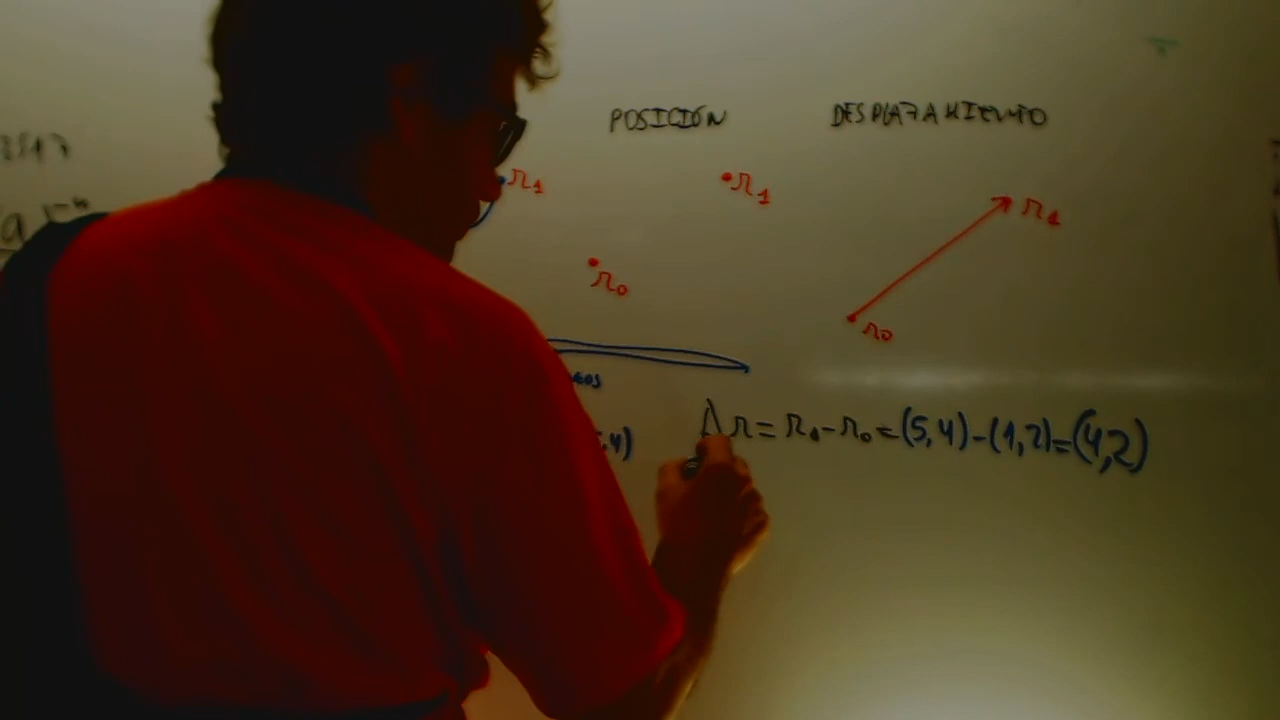 POSICIÓN
DESPLAZAMIENTO
r1
r1
r1
r0
r0
Δr = r1 - r0 = (5,4) - (1,2) = (4,2)